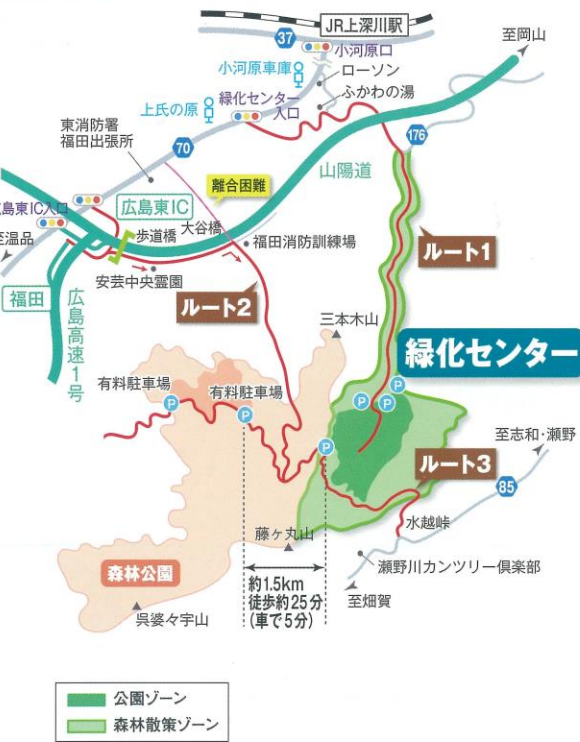 JR上深川駅
37
小河原口
至岡山
小河原車庫
ローソン
ふかわの湯
上氏の原
緑化センター
入口
東消防署
福田出張所
70
176
山陽道
離合困難
島東IC入口
広島東IC
歩道橋
大谷橋
福田消防訓練場
至温品
ルート1
安芸中央霊園
福田
広島高速1号
ルート2
三本木山
緑化センター
有料駐車場
有料駐車場
P
P
P
P
P
P
至志和・瀬野
ルート3
85
水越峠
藤ヶ丸山
瀬野川カンツリー倶楽部
森林公園
約1.5km
徒歩約25分
(車で5分)
至畑賀
呉婆々宇山
公園ゾーン
森林散策ゾーン